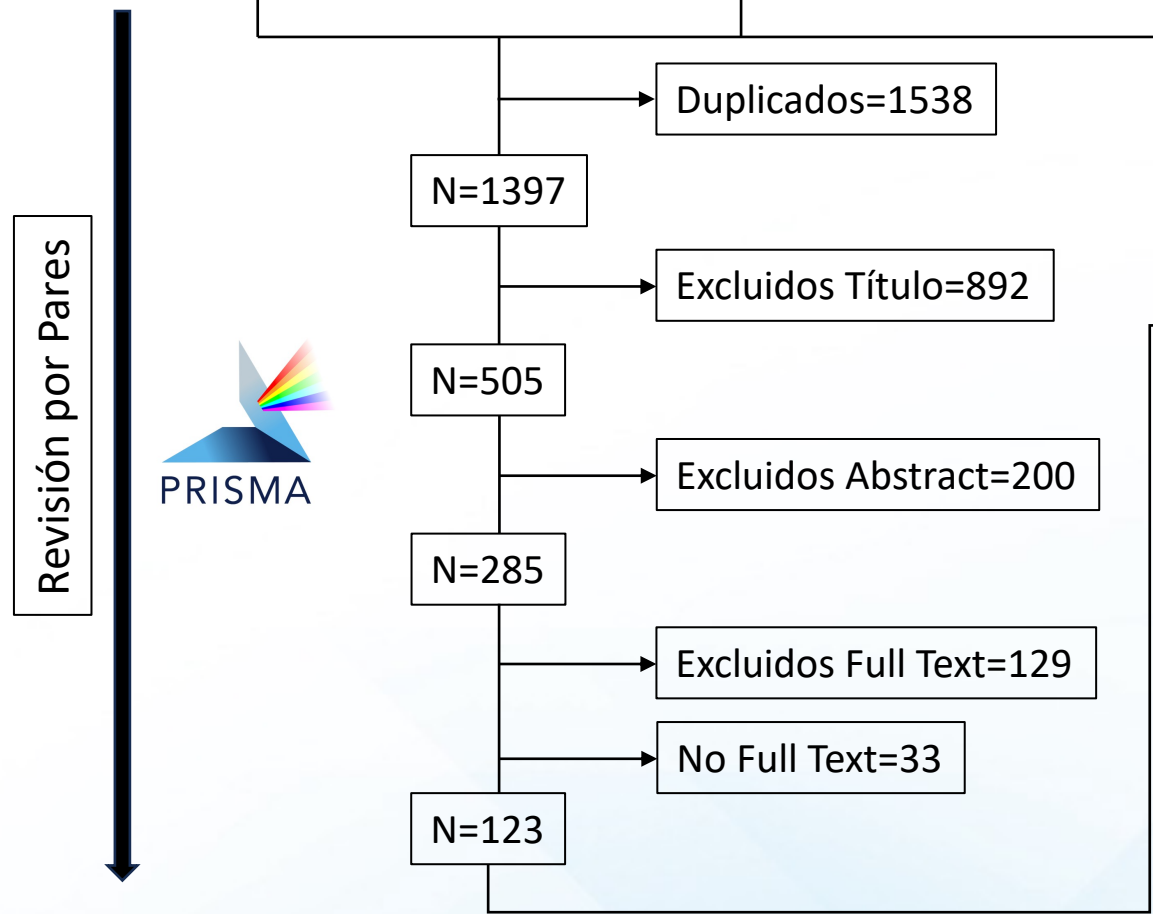 Duplicados=1538
N=1397
Excluidos Título=892
Revisión por Pares
N=505
PRISMA
Excluidos Abstract=200
N=285
Excluidos Full Text=129
No Full Text=33
N=123